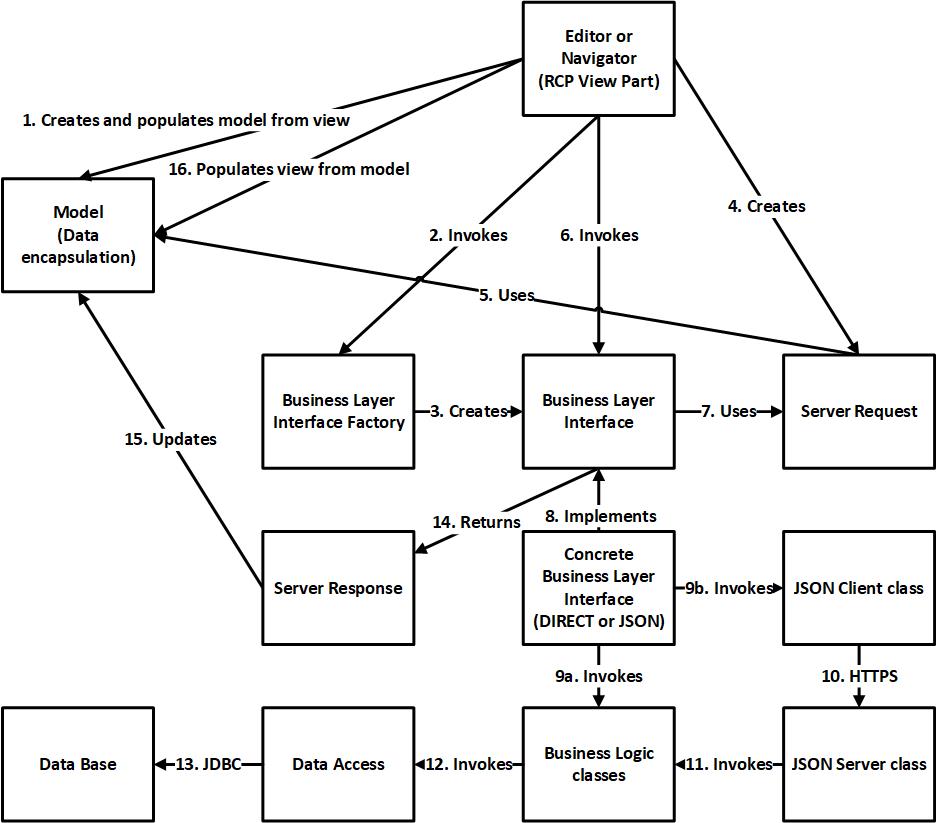 Editor or
Navigator
(RCP View Part)
1. Creates and populates model from view
16. Populates view from model
Model
(Data
encapsulation)
4. Creates
2. Invokes
6. Invokes
5. Uses
Business Layer
Interface Factory
3. Creates
Business Layer
Interface
7. Uses
Server Request
15. Updates
14. Returns
8. Implements
Server Response
Concrete
Business Layer
Interface
(DIRECT or JSON)
9b. Invokes
JSON Client class
9a. Invokes
10. HTTPS
Data Base
13. JDBC
Data Access
12. Invokes
Business Logic
classes
11. Invokes
JSON Server class